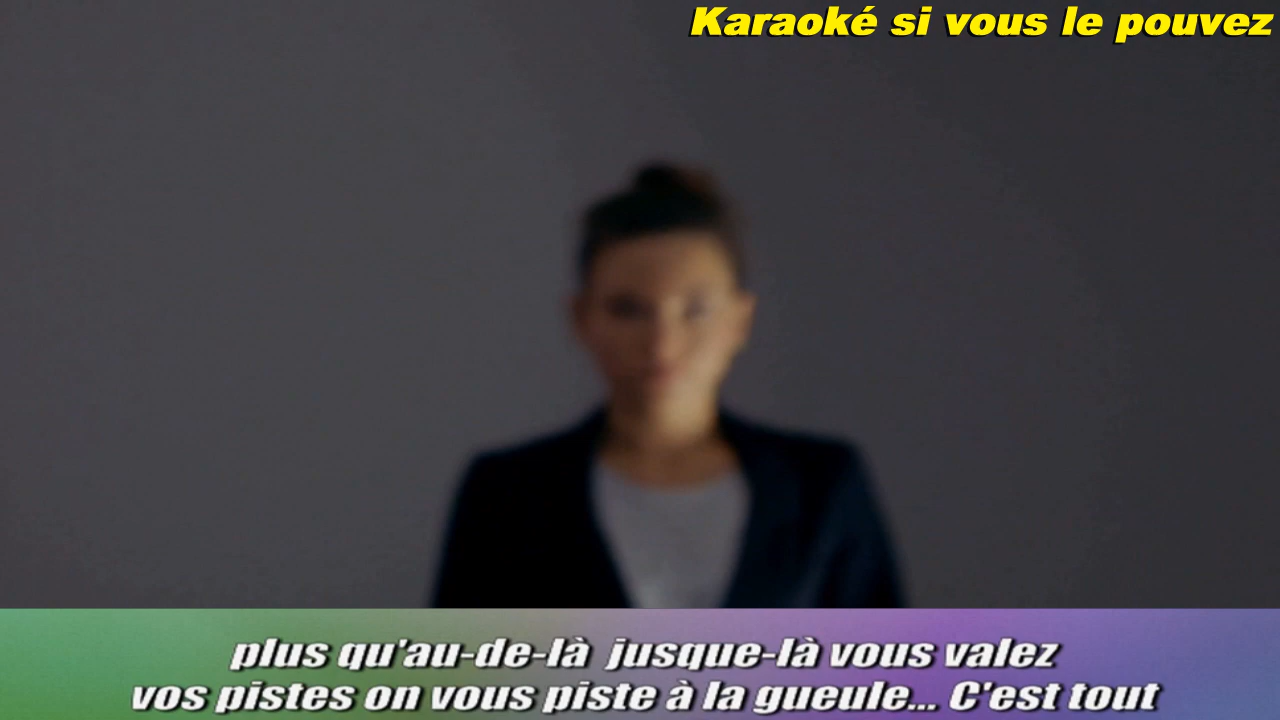 Karaoké si vous le pouvez
plus qu'au-de-là jusque-là vous valez
vos pistes on vous piste à la gueule... C'est tout